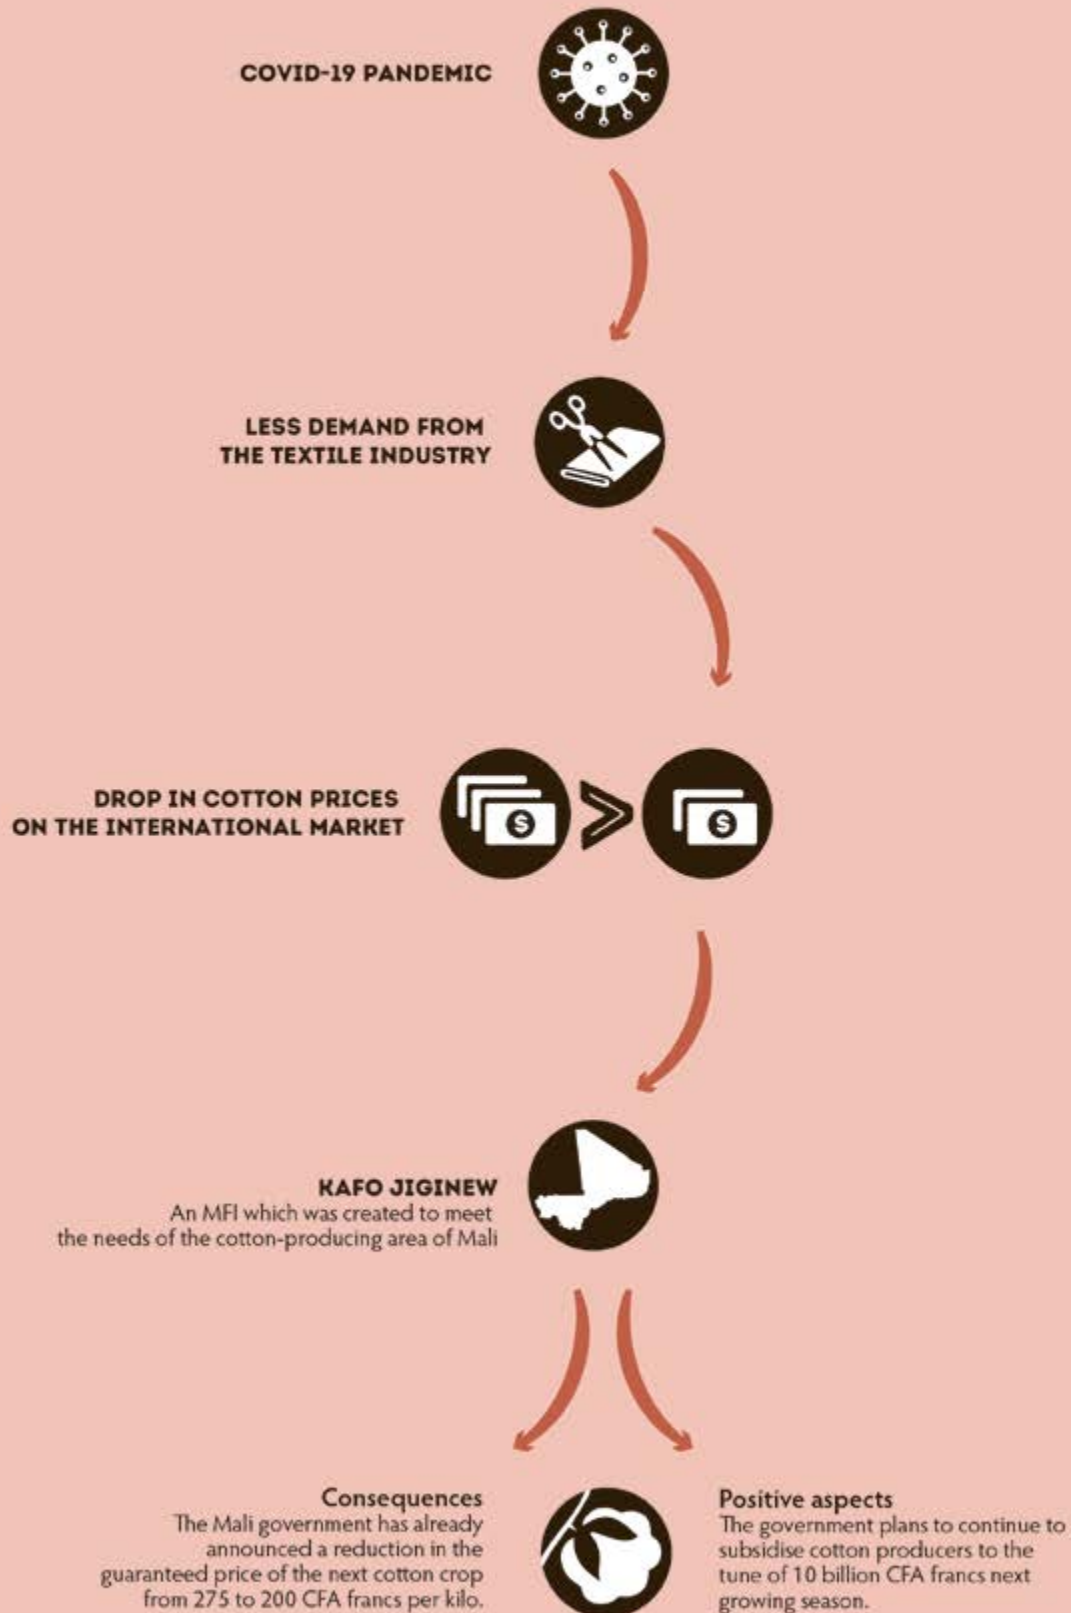 COVID-19 PANDEMIC
LESS DEMAND FROM
THE TEXTILE INDUSTRY
DROP IN COTTON PRICES
ON THE INTERNATIONAL MARKET
$
$
KAFO JIGINEW
An MFI which was created to meet
the needs of the cotton-producing area of Mali
Consequences
The Mali government has already
announced a reduction in the
guaranteed price of the next cotton crop
from 275 to 200 CFA francs per kilo.
Positive aspects
The government plans to continue to
subsidise cotton producers to the
tune of 10 billion CFA francs next
growing season.